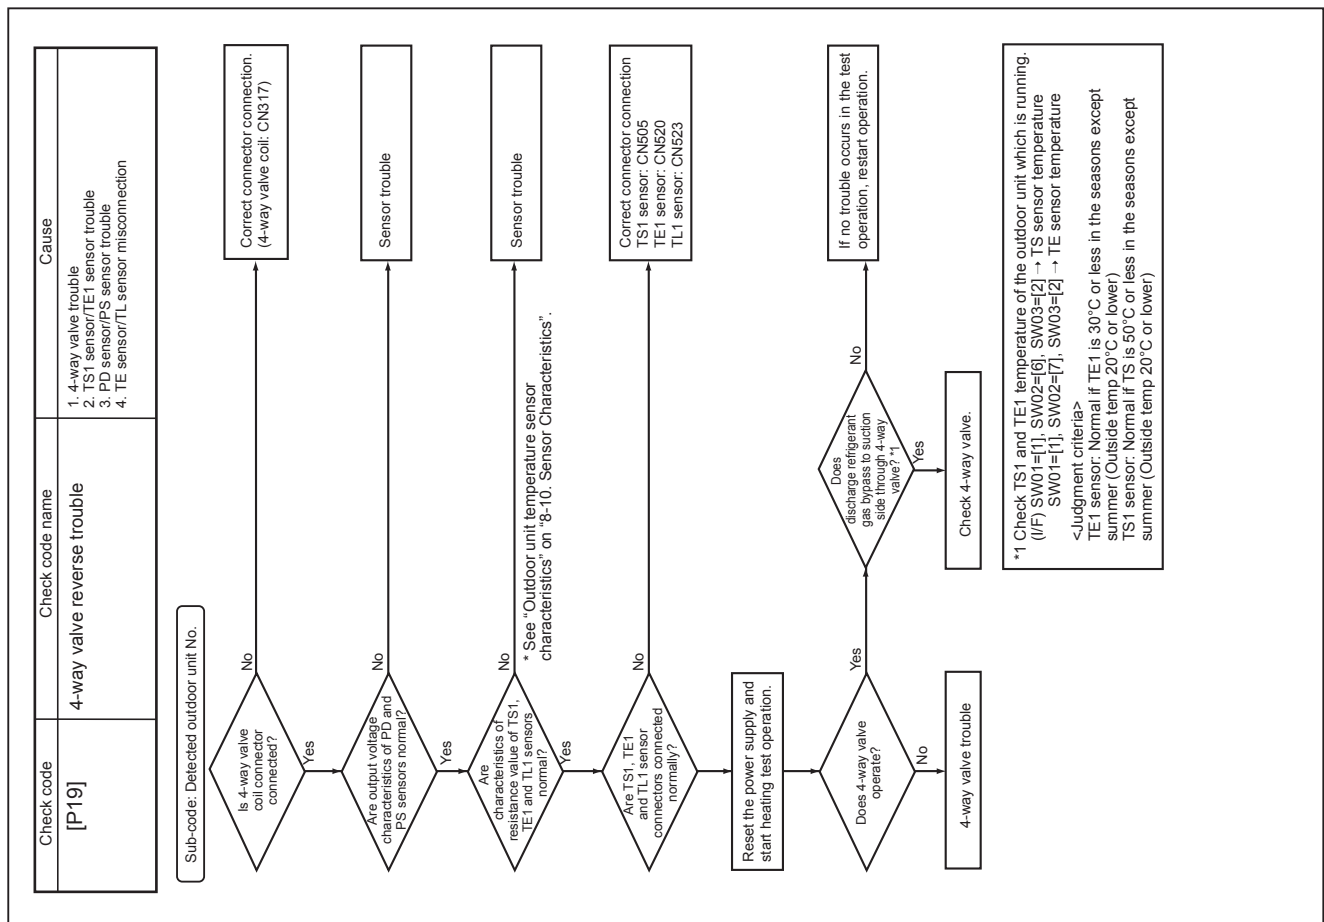 Check code
Check code name
Cause
[P19]
4-way valve reverse trouble
1. 4-way valve trouble
2. TS1 sensor/TE1 sensor trouble
3. PD sensor/PS sensor trouble
4. TE sensor/TL sensor misconnection
Sub-code: Detected outdoor unit No.
Is 4-way valve
coil connector
connected?
No
Correct connector connection.
(4-way valve coil: CN317)
Yes
Are output voltage
characteristics of PD and
PS sensors normal?
No
Sensor trouble
Yes
Are
characteristics of
resistance value of TS1,
TE1 and TL1 sensors
normal?
No
Sensor trouble
* See “Outdoor unit temperature sensor
characteristics” on “8-10. Sensor Characteristics”.
Yes
Are TS1, TE1
and TL1 sensor
connectors connected
normally?
No
Correct connector connection
TS1 sensor: CN505
TE1 sensor: CN520
TL1 sensor: CN523
Reset the power supply and
start heating test operation.
Does 4-way valve
operate?
Yes
No
4-way valve trouble
Does
discharge refrigerant
gas bypass to suction
side through 4-way
valve? *1
No
If no trouble occurs in the test
operation, restart operation.
Yes
Check 4-way valve.
*1 Check TS1 and TE1 temperature of the outdoor unit which is running.
(I/F) SW01=[1], SW02=[6], SW03=[2] → TS sensor temperature
SW01=[1], SW02=[7], SW03=[2] → TE sensor temperature
<Judgment criteria>
TE1 sensor: Normal if TE1 is 30°C or less in the seasons except
summer (Outside temp 20°C or lower)
TS1 sensor: Normal if TS is 50°C or less in the seasons except
summer (Outside temp 20°C or lower)